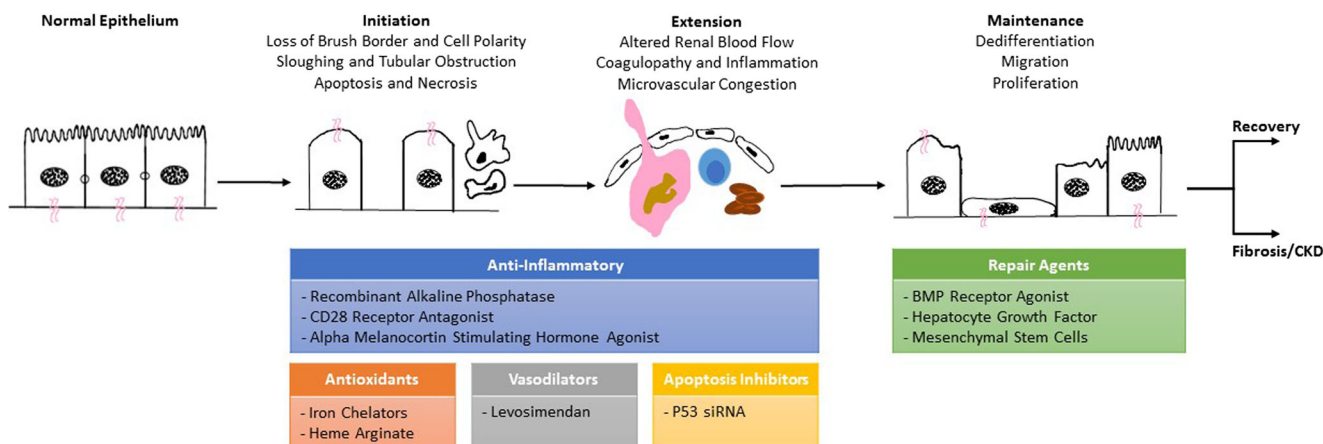 Normal Epithelium
Initiation
Loss of Brush Border and Cell Polarity
Sloughing and Tubular Obstruction
Apoptosis and Necrosis
Extension
Altered Renal Blood Flow
Coagulopathy and Inflammation
Microvascular Congestion
Maintenance
Dedifferentiation
Migration
Proliferation
Recovery
Fibrosis/CKD
Anti-Inflammatory
- Recombinant Alkaline Phosphatase
- CD28 Receptor Antagonist
- Alpha Melanocortin Stimulating Hormone Agonist
Repair Agents
- BMP Receptor Agonist
- Hepatocyte Growth Factor
- Mesenchymal Stem Cells
Antioxidants
- Iron Chelators
- Heme Arginate
Vasodilators
- Levosimendan
Apoptosis Inhibitors
- P53 siRNA